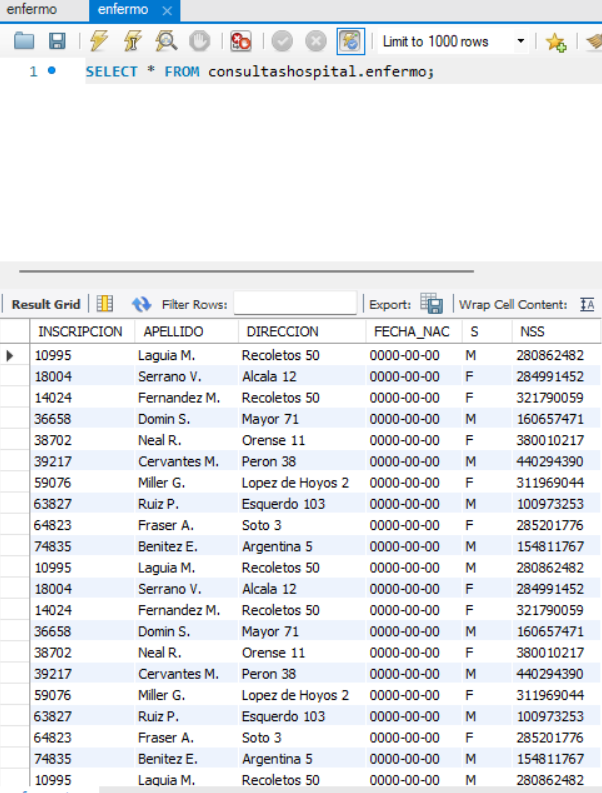 enfermo enfermo
Limit to 1000 rows
1 SELECT * FROM consultashospital.enfermo;
Result Grid Filter Rows: Export: Wrap Cell Content: IA
INSCRIPCION APELLIDO DIRECCION FECHA_NAC S NSS
10995 Laguia M. Recoletos 50 0000-00-00 M 280862482
18004 Serrano V. Alcala 12 0000-00-00 F 284991452
14024 Fernandez M. Recoletos 50 0000-00-00 F 321790059
36658 Domin S. Mayor 71 0000-00-00 M 160657471
38702 Neal R. Orense 11 0000-00-00 F 380010217
39217 Cervantes M. Peron 38 0000-00-00 M 440294390
59076 Miller G. Lopez de Hoyos 2 0000-00-00 F 311969044
63827 Ruiz P. Esquerdo 103 0000-00-00 M 100973253
64823 Fraser A. Soto 3 0000-00-00 F 285201776
74835 Benitez E. Argentina 5 0000-00-00 M 154811767
10995 Laguia M. Recoletos 50 0000-00-00 M 280862482
18004 Serrano V. Alcala 12 0000-00-00 F 284991452
14024 Fernandez M. Recoletos 50 0000-00-00 F 321790059
36658 Domin S. Mayor 71 0000-00-00 M 160657471
38702 Neal R. Orense 11 0000-00-00 F 380010217
39217 Cervantes M. Peron 38 0000-00-00 M 440294390
59076 Miller G. Lopez de Hoyos 2 0000-00-00 F 311969044
63827 Ruiz P. Esquerdo 103 0000-00-00 M 100973253
64823 Fraser A. Soto 3 0000-00-00 F 285201776
74835 Benitez E. Argentina 5 0000-00-00 M 154811767
10995 Laguia M. Recoletos 50 0000-00-00 M 280862482